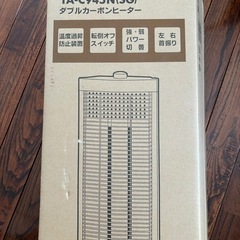 ダブルカーボンヒーター
温度過昇
防止装置
転倒オフ
スイッチ
強・弱
パワー
切替
左右
首振り